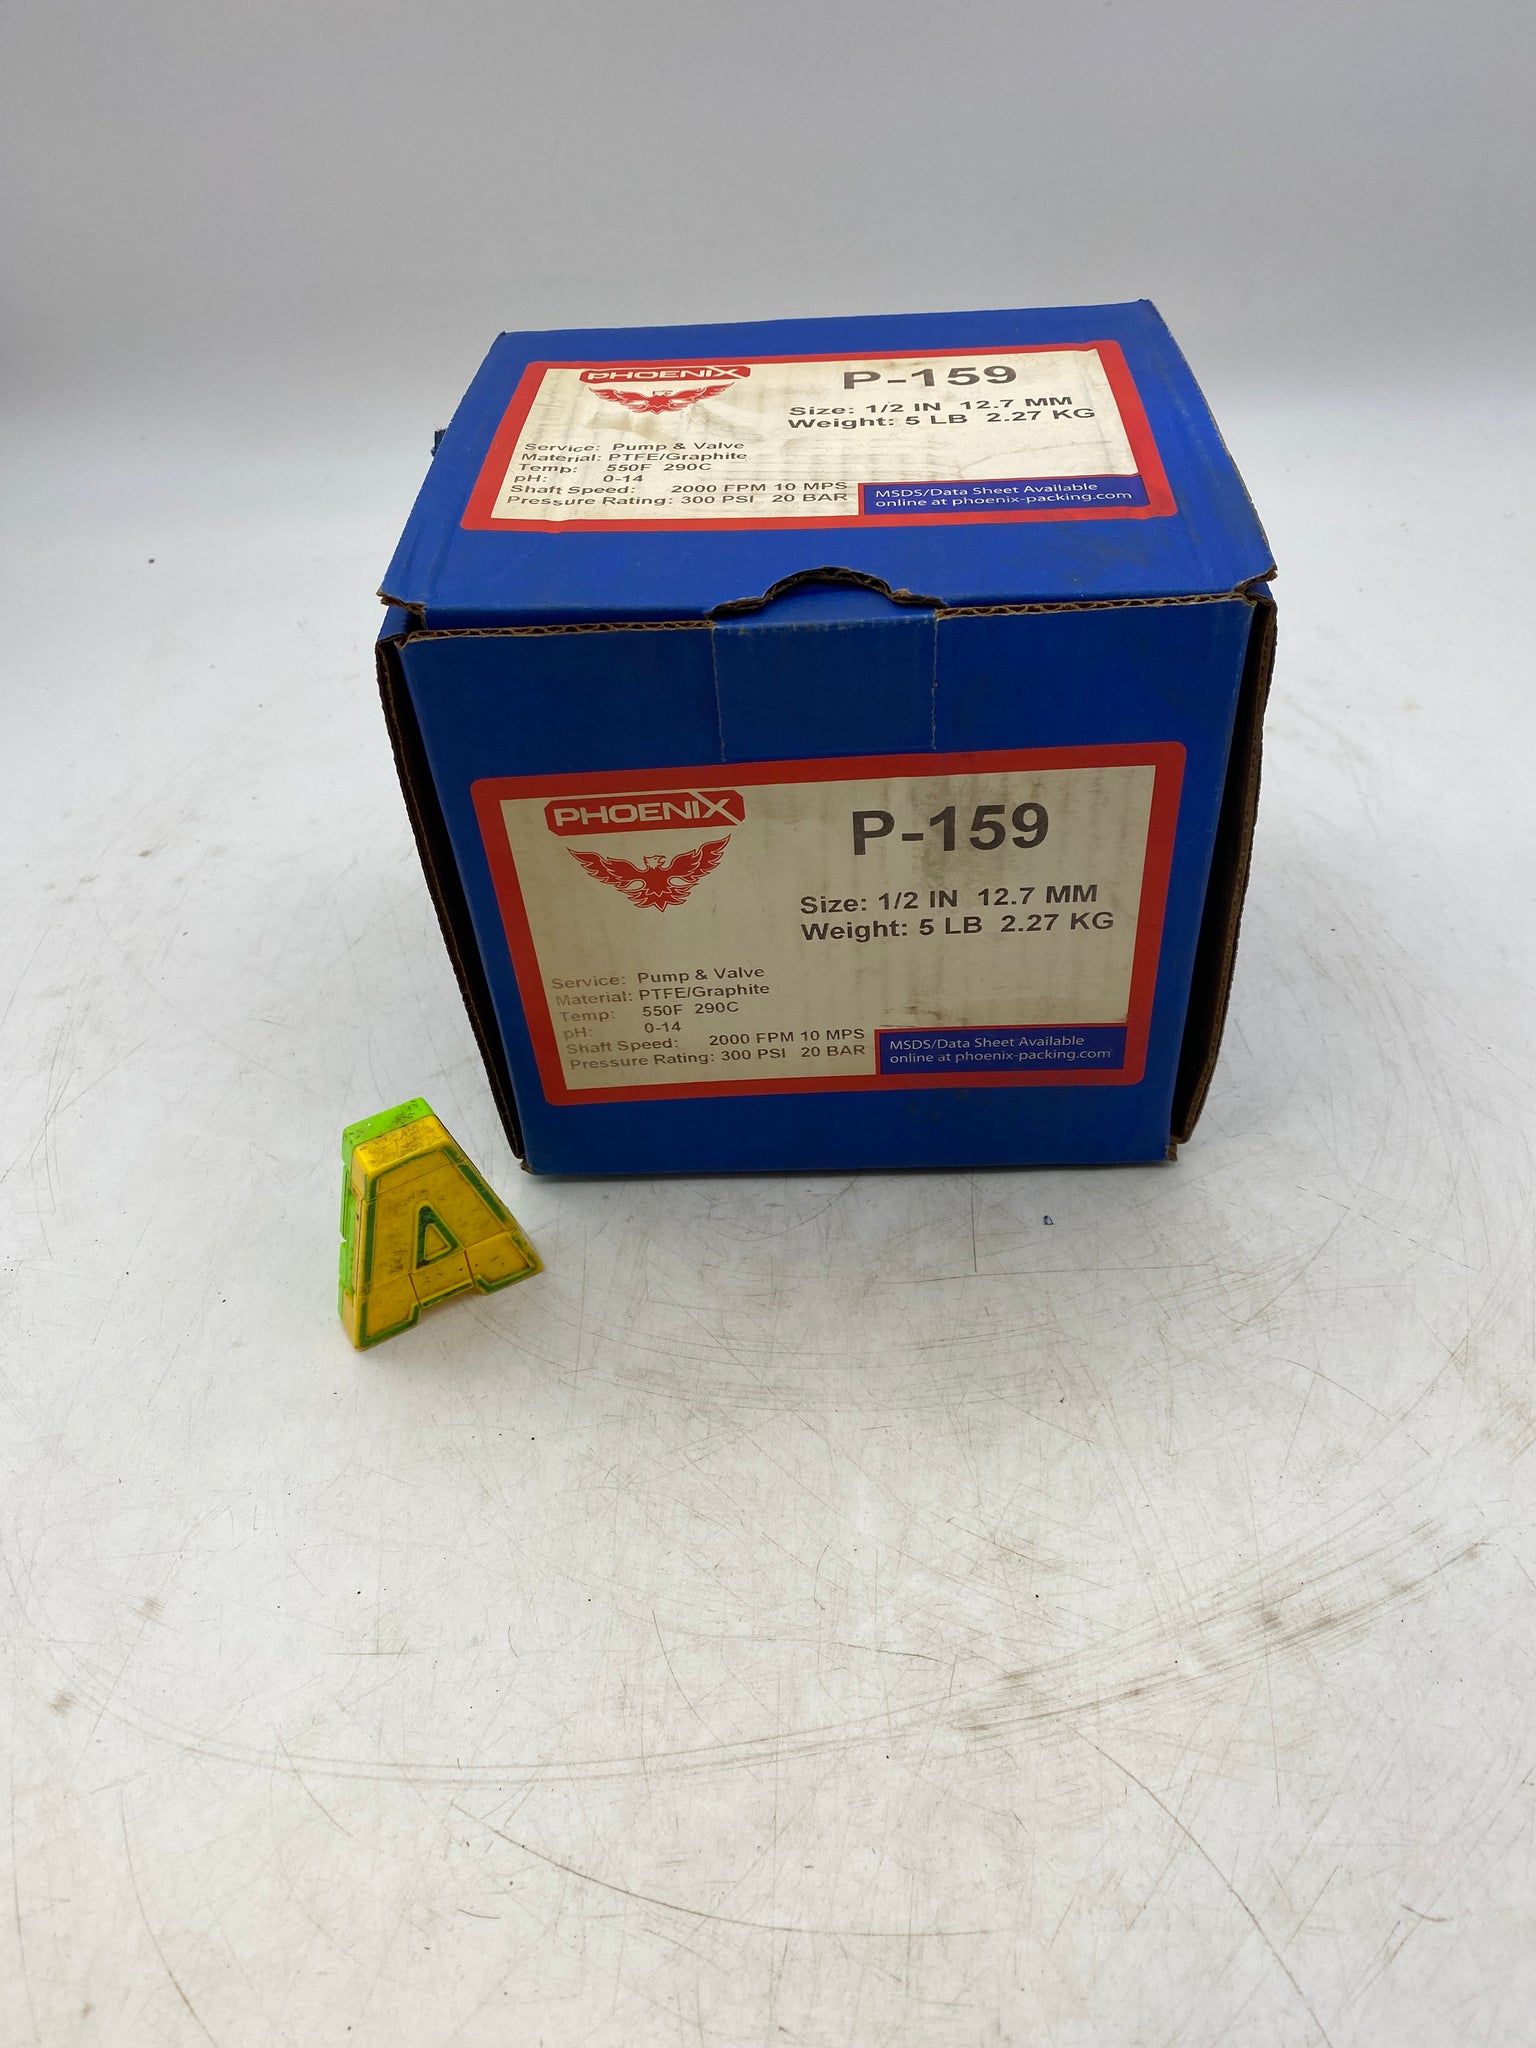 PHOENIX
P-159
Size: 1/2 IN 12.7 MM
Weight: 5 LB 2.27 KG
Service: Pump & Valve
Material: PTFE/Graphite
Temp: 550F 290C
pH: 0-14
Shaft Speed: 2000 FPM 10 MPS
Pressure Rating: 300 PSI 20 BAR
MSDS/Data Sheet Available
online at phoenix-packing.com
PHOENIX
P-159
Size: 1/2 IN 12.7 MM
Weight: 5 LB 2.27 KG
Service: Pump & Valve
Material: PTFE/Graphite
Temp: 550F 290C
pH: 0-14
Shaft Speed: 2000 FPM 10 MPS
Pressure Rating: 300 PSI 20 BAR
MSDS/Data Sheet Available
online at phoenix-packing.com
A